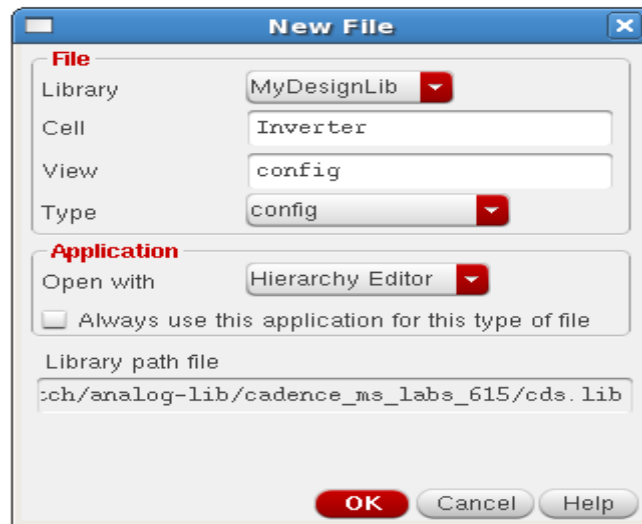 New File
File
Library MyDesignLib
Cell Inverter
View config
Type config
Application
Open with Hierarchy Editor
Always use this application for this type of file
Library path file
ch/analog-lib/cadence_ms_labs_615/cds.lib
OK Cancel Help